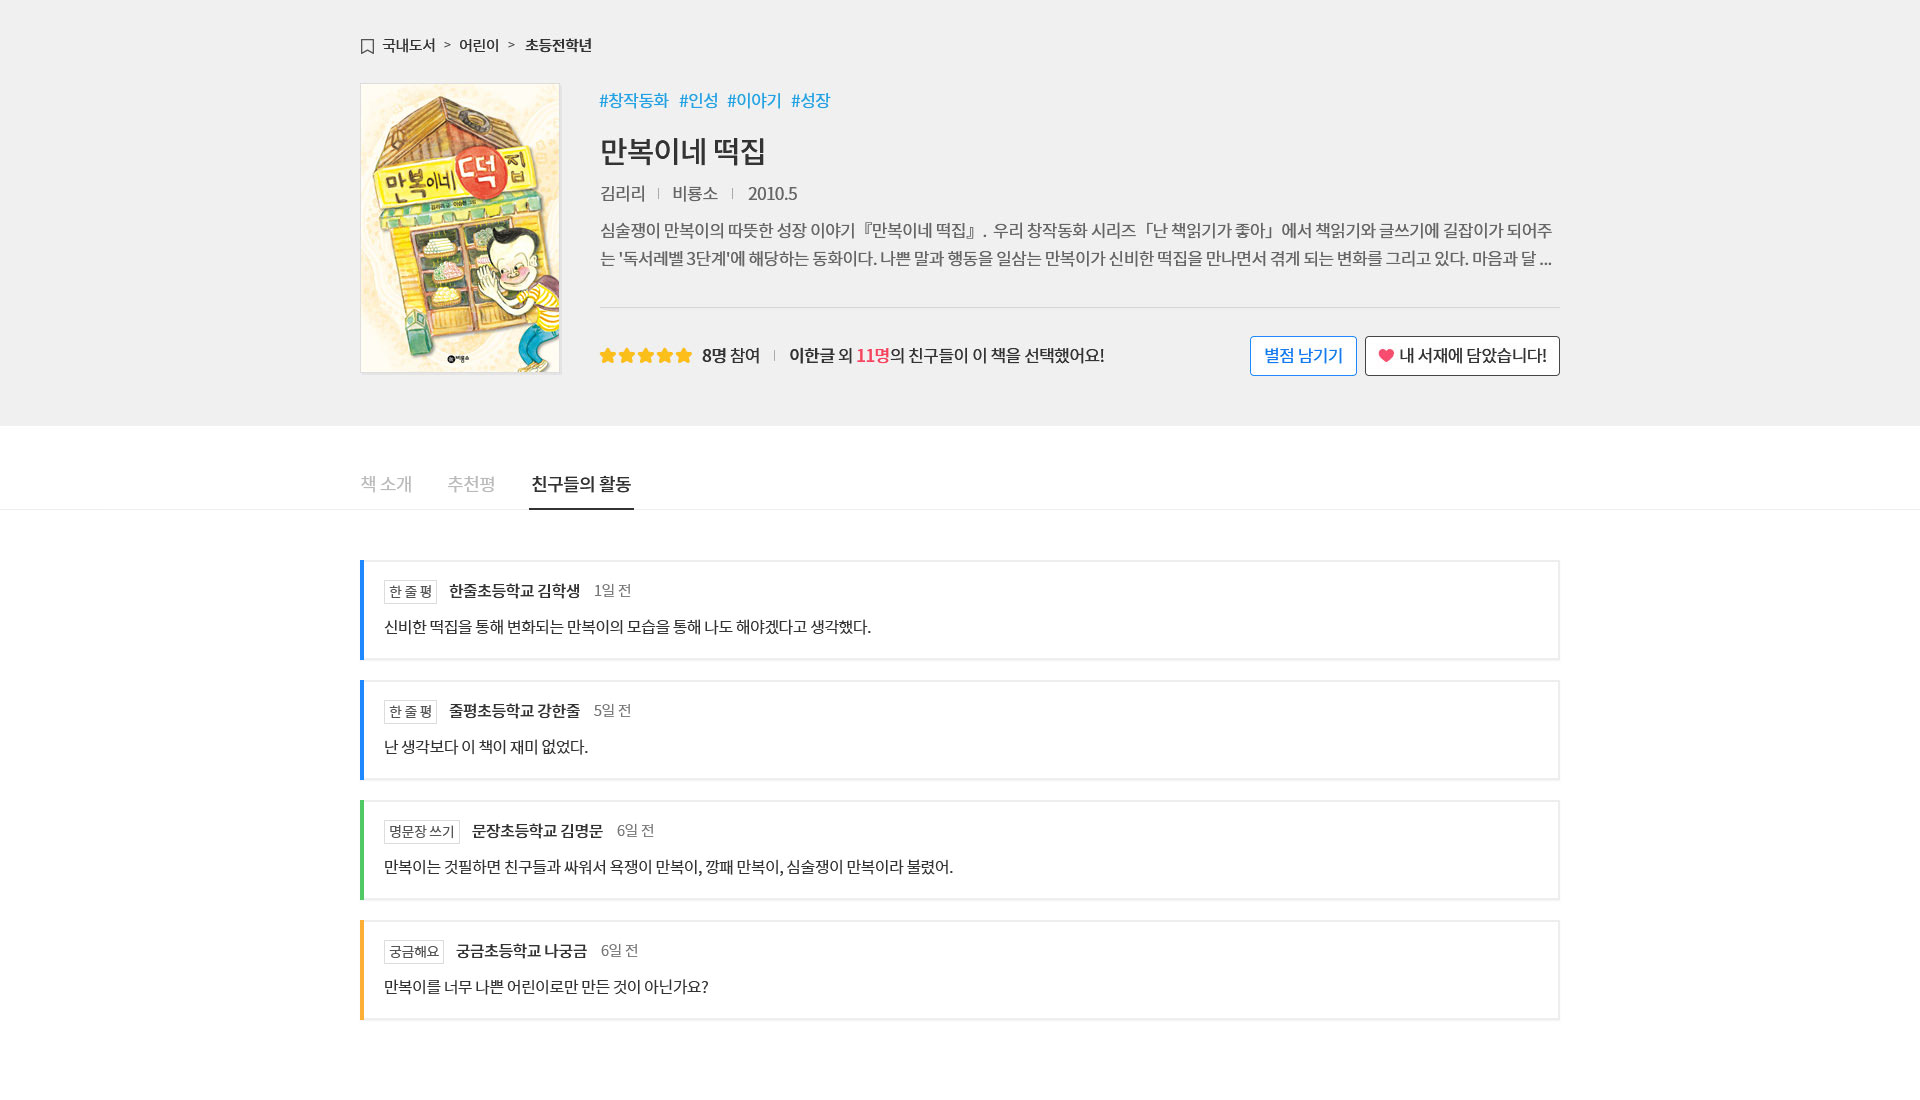 국내도서 > 어린이 > 초등전학년
만복이네 떡집
김리리 글 이승현 그림
비룡소
#창작동화 #인성 #이야기 #성장
만복이네 떡집
김리리 | 비룡소 | 2010.5
심술쟁이 만복이의 따뜻한 성장 이야기『만복이네 떡집』. 우리 창작동화 시리즈「난 책읽기가 좋아」에서 책읽기와 글쓰기에 길잡이가 되어주
는 '독서레벨 3단계'에 해당하는 동화이다. 나쁜 말과 행동을 일삼는 만복이가 신비한 떡집을 만나면서 겪게 되는 변화를 그리고 있다. 마음과 달 ...
8명 참여 | 이한글 외 11명의 친구들이 이 책을 선택했어요!
별점 남기기
내 서재에 담았습니다!
책 소개 추천평 친구들의 활동
한 줄 평 한줄초등학교 김학생 1일 전
신비한 떡집을 통해 변화되는 만복이의 모습을 통해 나도 해야겠다고 생각했다.
한 줄 평 줄평초등학교 강한줄 5일 전
난 생각보다 이 책이 재미 없었다.
명문장 쓰기 문장초등학교 김명문 6일 전
만복이는 것필하면 친구들과 싸워서 욕쟁이 만복이, 깡패 만복이, 심술쟁이 만복이라 불렸어.
궁금해요 궁금초등학교 나궁금 6일 전
만복이를 너무 나쁜 어린이로만 만든 것이 아닌가요?